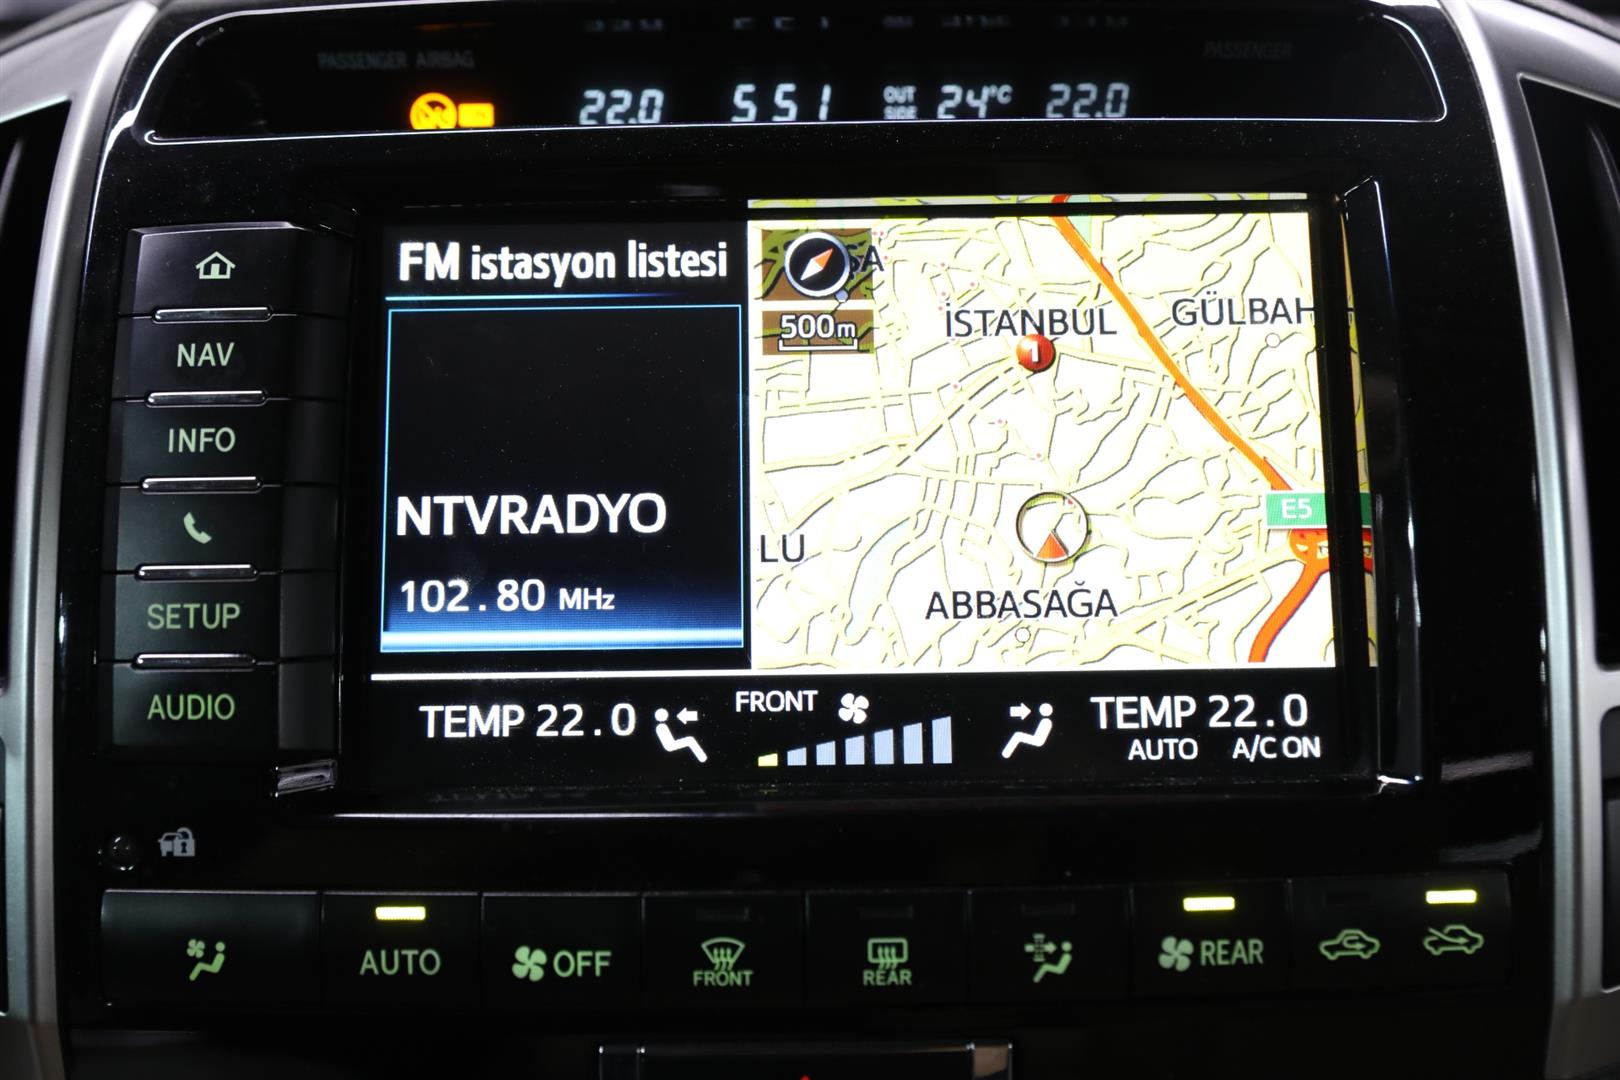 PASSENGER AIRBAG
PASSENGER
22.0 5 51 OUT SIDE 24°C 22.0
NAV
INFO
SETUP
AUDIO
FM istasyon listesi
NTVRADYO
102.80 MHz
500m
İSTANBUL
1
GÜLBAH
E5
LU
ABBASAĞA
TEMP 22.0
FRONT
TEMP 22.0
AUTO A/C ON
AUTO
OFF
FRONT
REAR
REAR